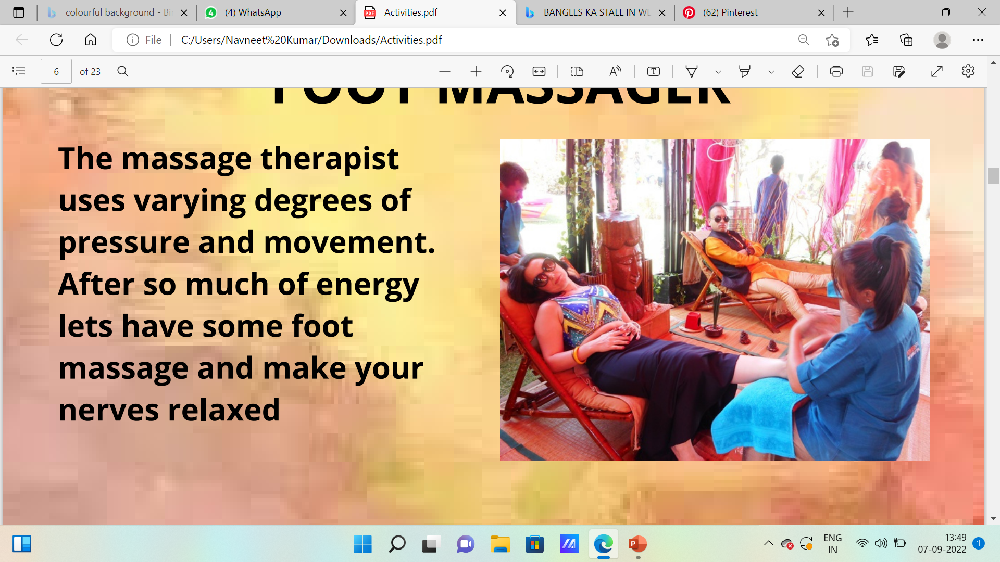 colourful background - Bi
(4) WhatsApp
Activities.pdf
BANGLES KA STALL IN WE
(62) Pinterest
File
C:/Users/Navneet%20Kumar/Downloads/Activities.pdf
6 of 23
FOOT MASSAGER
The massage therapist
uses varying degrees of
pressure and movement.
After so much of energy
lets have some foot
massage and make your
nerves relaxed
ENG
IN
13:49
07-09-2022
1